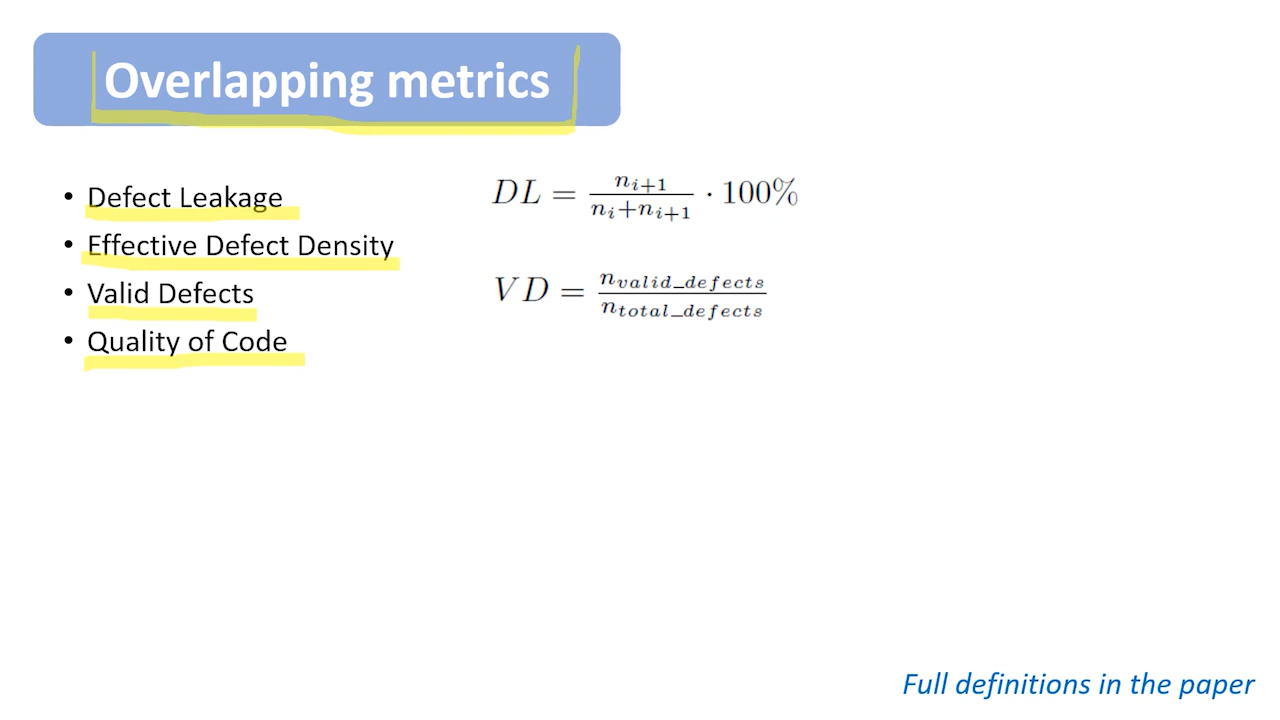 Overlapping metrics
• Defect Leakage
• Effective Defect Density
• Valid Defects
• Quality of Code
DL = n_{i+1} / (n_i + n_{i+1}) · 100%
VD = n_{valid_defects} / n_{total_defects}
Full definitions in the paper